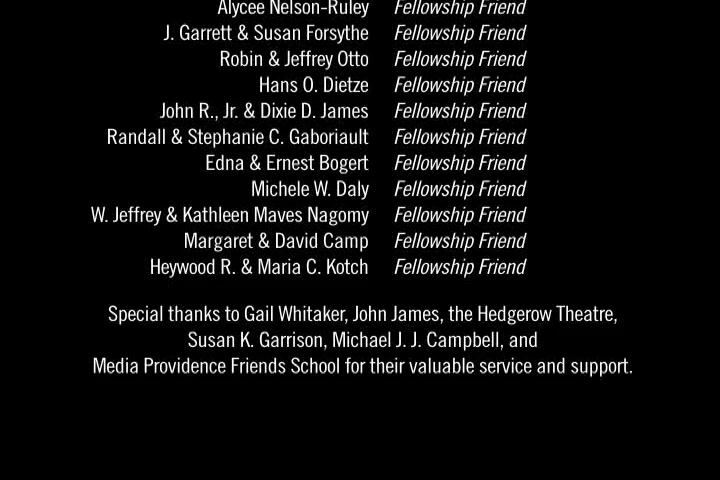 Alycee Nelson-Ruley Fellowship Friend
J. Garrett & Susan Forsythe Fellowship Friend
Robin & Jeffrey Otto Fellowship Friend
Hans O. Dietze Fellowship Friend
John R., Jr. & Dixie D. James Fellowship Friend
Randall & Stephanie C. Gaboriault Fellowship Friend
Edna & Ernest Bogert Fellowship Friend
Michele W. Daly Fellowship Friend
W. Jeffrey & Kathleen Maves Nagomy Fellowship Friend
Margaret & David Camp Fellowship Friend
Heywood R. & Maria C. Kotch Fellowship Friend
Special thanks to Gail Whitaker, John James, the Hedgerow Theatre,
Susan K. Garrison, Michael J. J. Campbell, and
Media Providence Friends School for their valuable service and support.